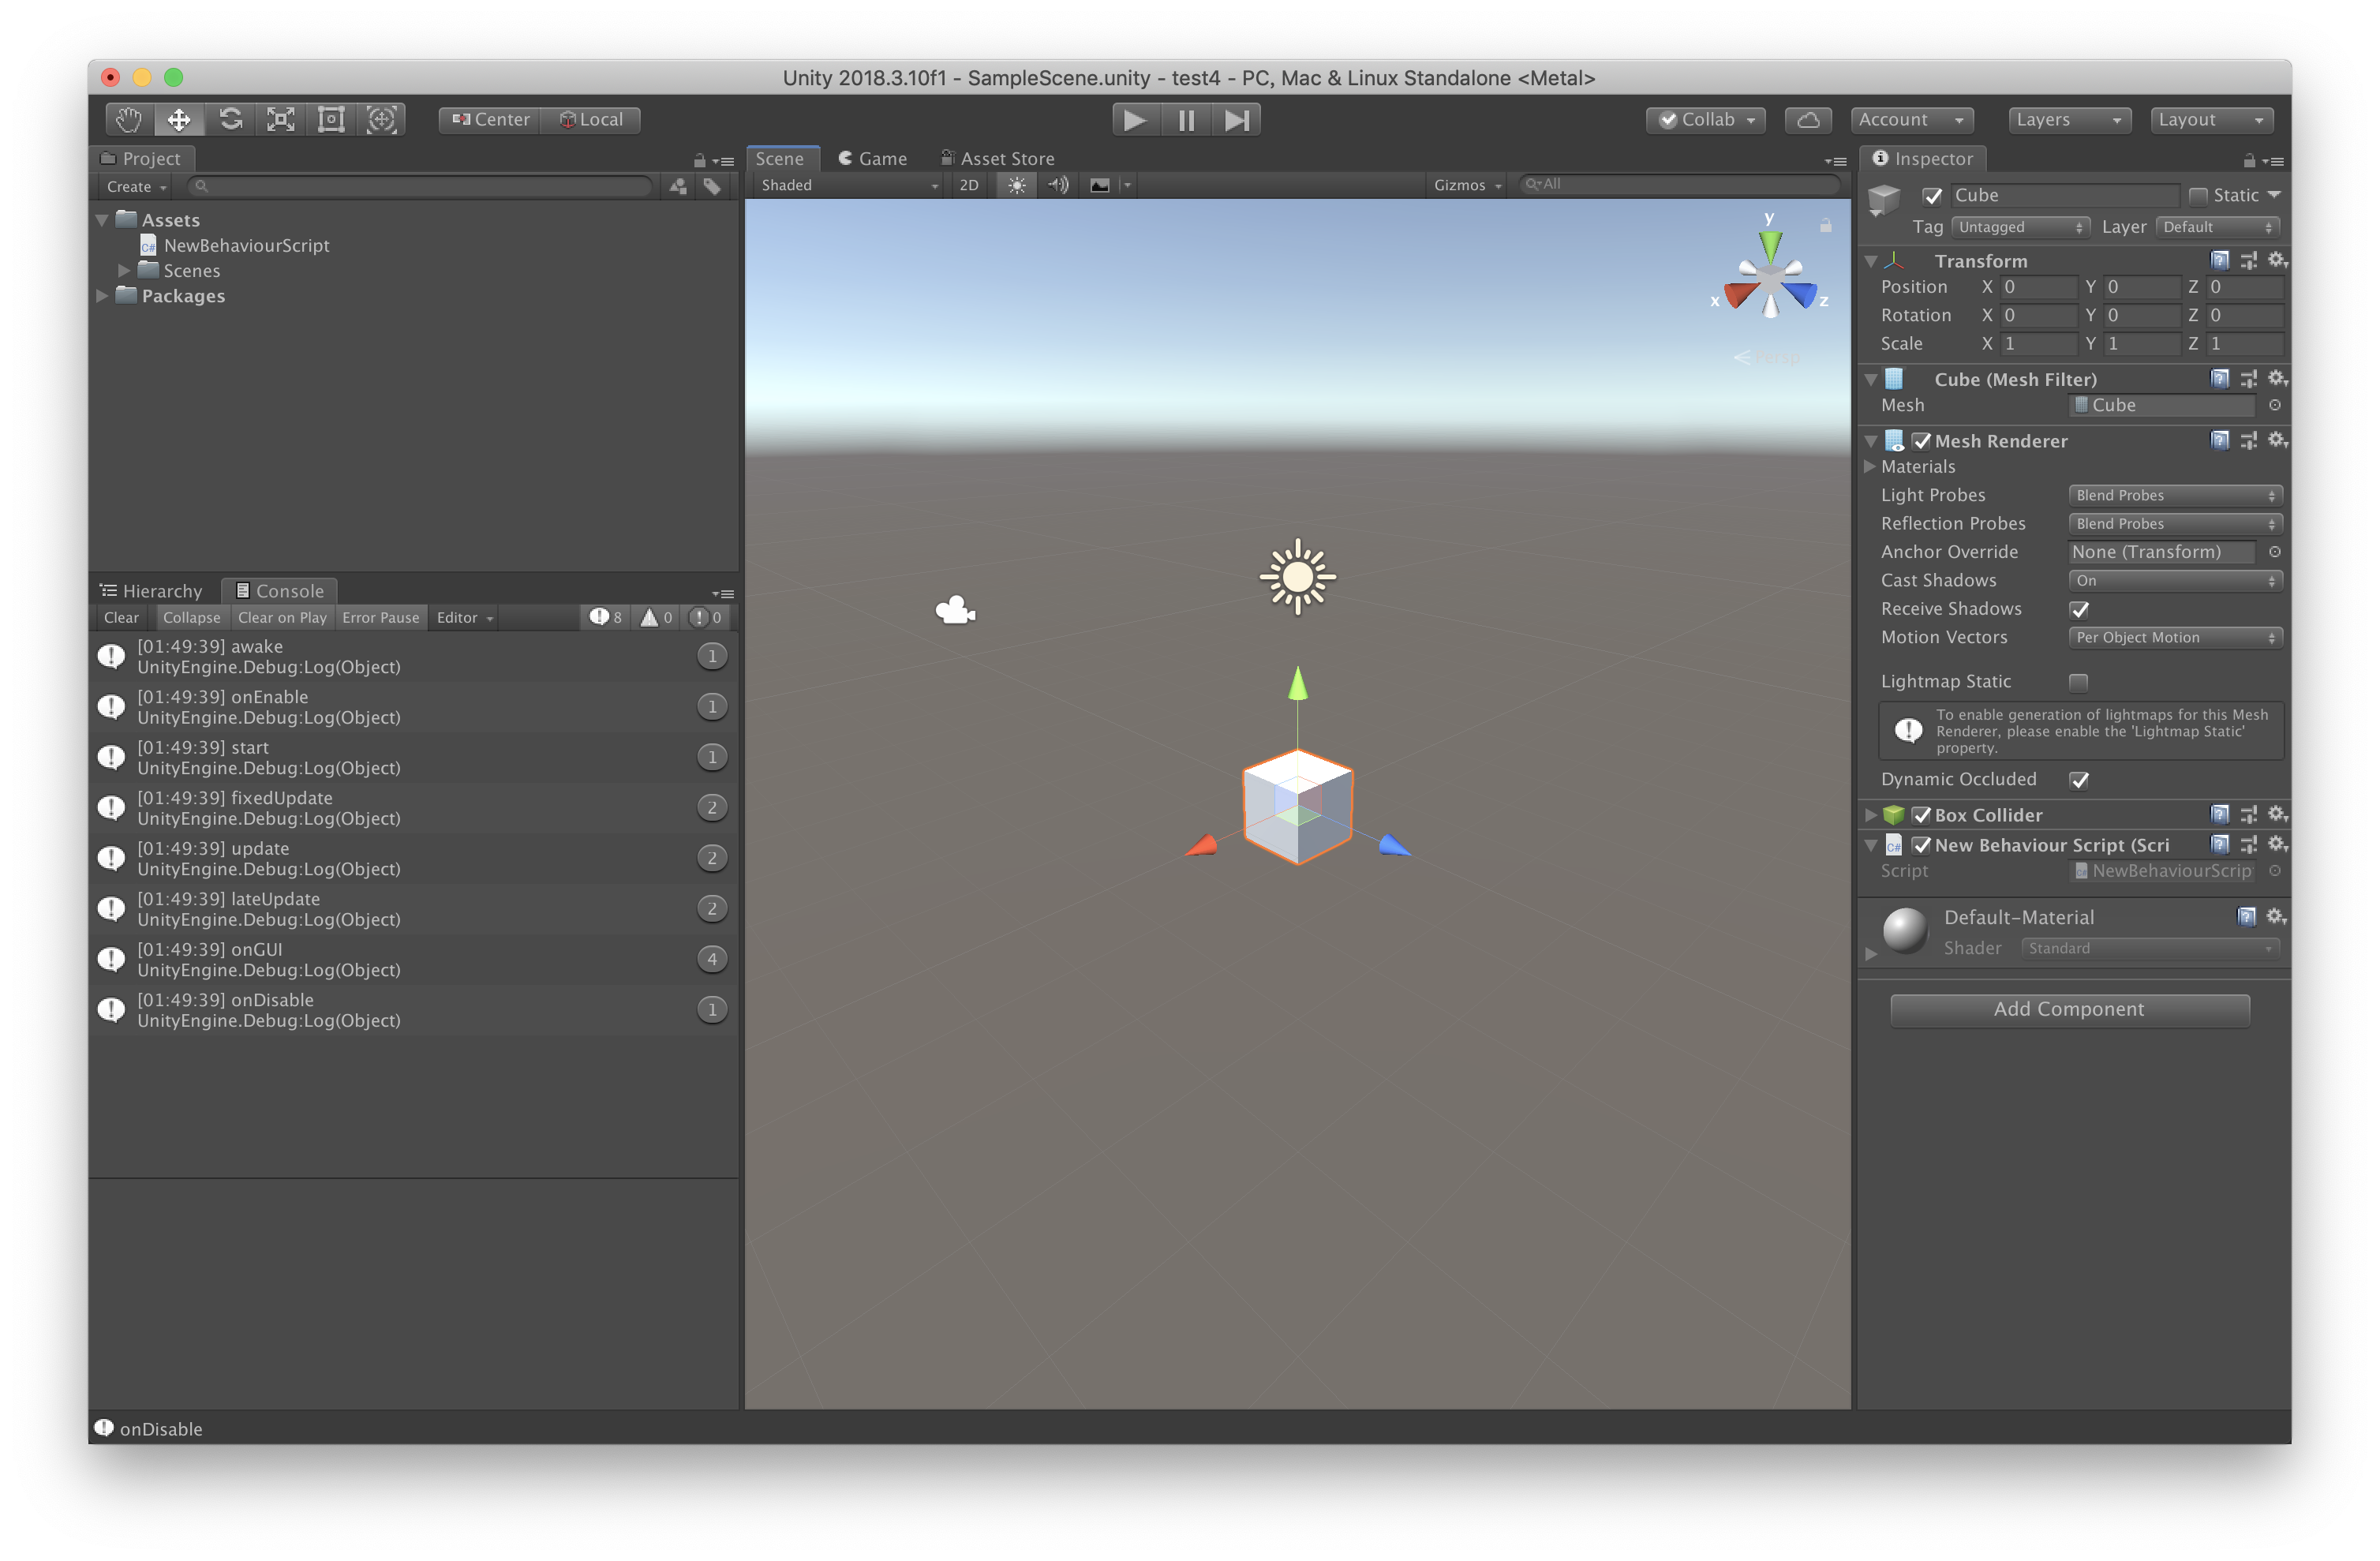 Unity 2018.3.10f1 - SampleScene.unity - test4 - PC, Mac & Linux Standalone <Metal>
Center Local
Collab Account Layers Layout
Project
Create
Assets
NewBehaviourScript
Scenes
Packages
Hierarchy Console
Clear Collapse Clear on Play Error Pause Editor 8 0 0
[01:49:39] awake
UnityEngine.Debug:Log(Object) 1
[01:49:39] onEnable
UnityEngine.Debug:Log(Object) 1
[01:49:39] start
UnityEngine.Debug:Log(Object) 1
[01:49:39] fixedUpdate
UnityEngine.Debug:Log(Object) 2
[01:49:39] update
UnityEngine.Debug:Log(Object) 2
[01:49:39] lateUpdate
UnityEngine.Debug:Log(Object) 2
[01:49:39] onGUI
UnityEngine.Debug:Log(Object) 4
[01:49:39] onDisable
UnityEngine.Debug:Log(Object) 1
onDisable
Scene Game Asset Store
Shaded 2D Gizmos All
y
x z
Persp
Inspector
Cube Static
Tag Untagged Layer Default
Transform
Position X 0 Y 0 Z 0
Rotation X 0 Y 0 Z 0
Scale X 1 Y 1 Z 1
Cube (Mesh Filter)
Mesh Cube
Mesh Renderer
Materials
Light Probes Blend Probes
Reflection Probes Blend Probes
Anchor Override None (Transform)
Cast Shadows On
Receive Shadows
Motion Vectors Per Object Motion
Lightmap Static
To enable generation of lightmaps for this Mesh
Renderer, please enable the 'Lightmap Static'
property.
Dynamic Occluded
Box Collider
C# New Behaviour Script (Scri
Script NewBehaviourScrip
Default-Material
Shader Standard
Add Component